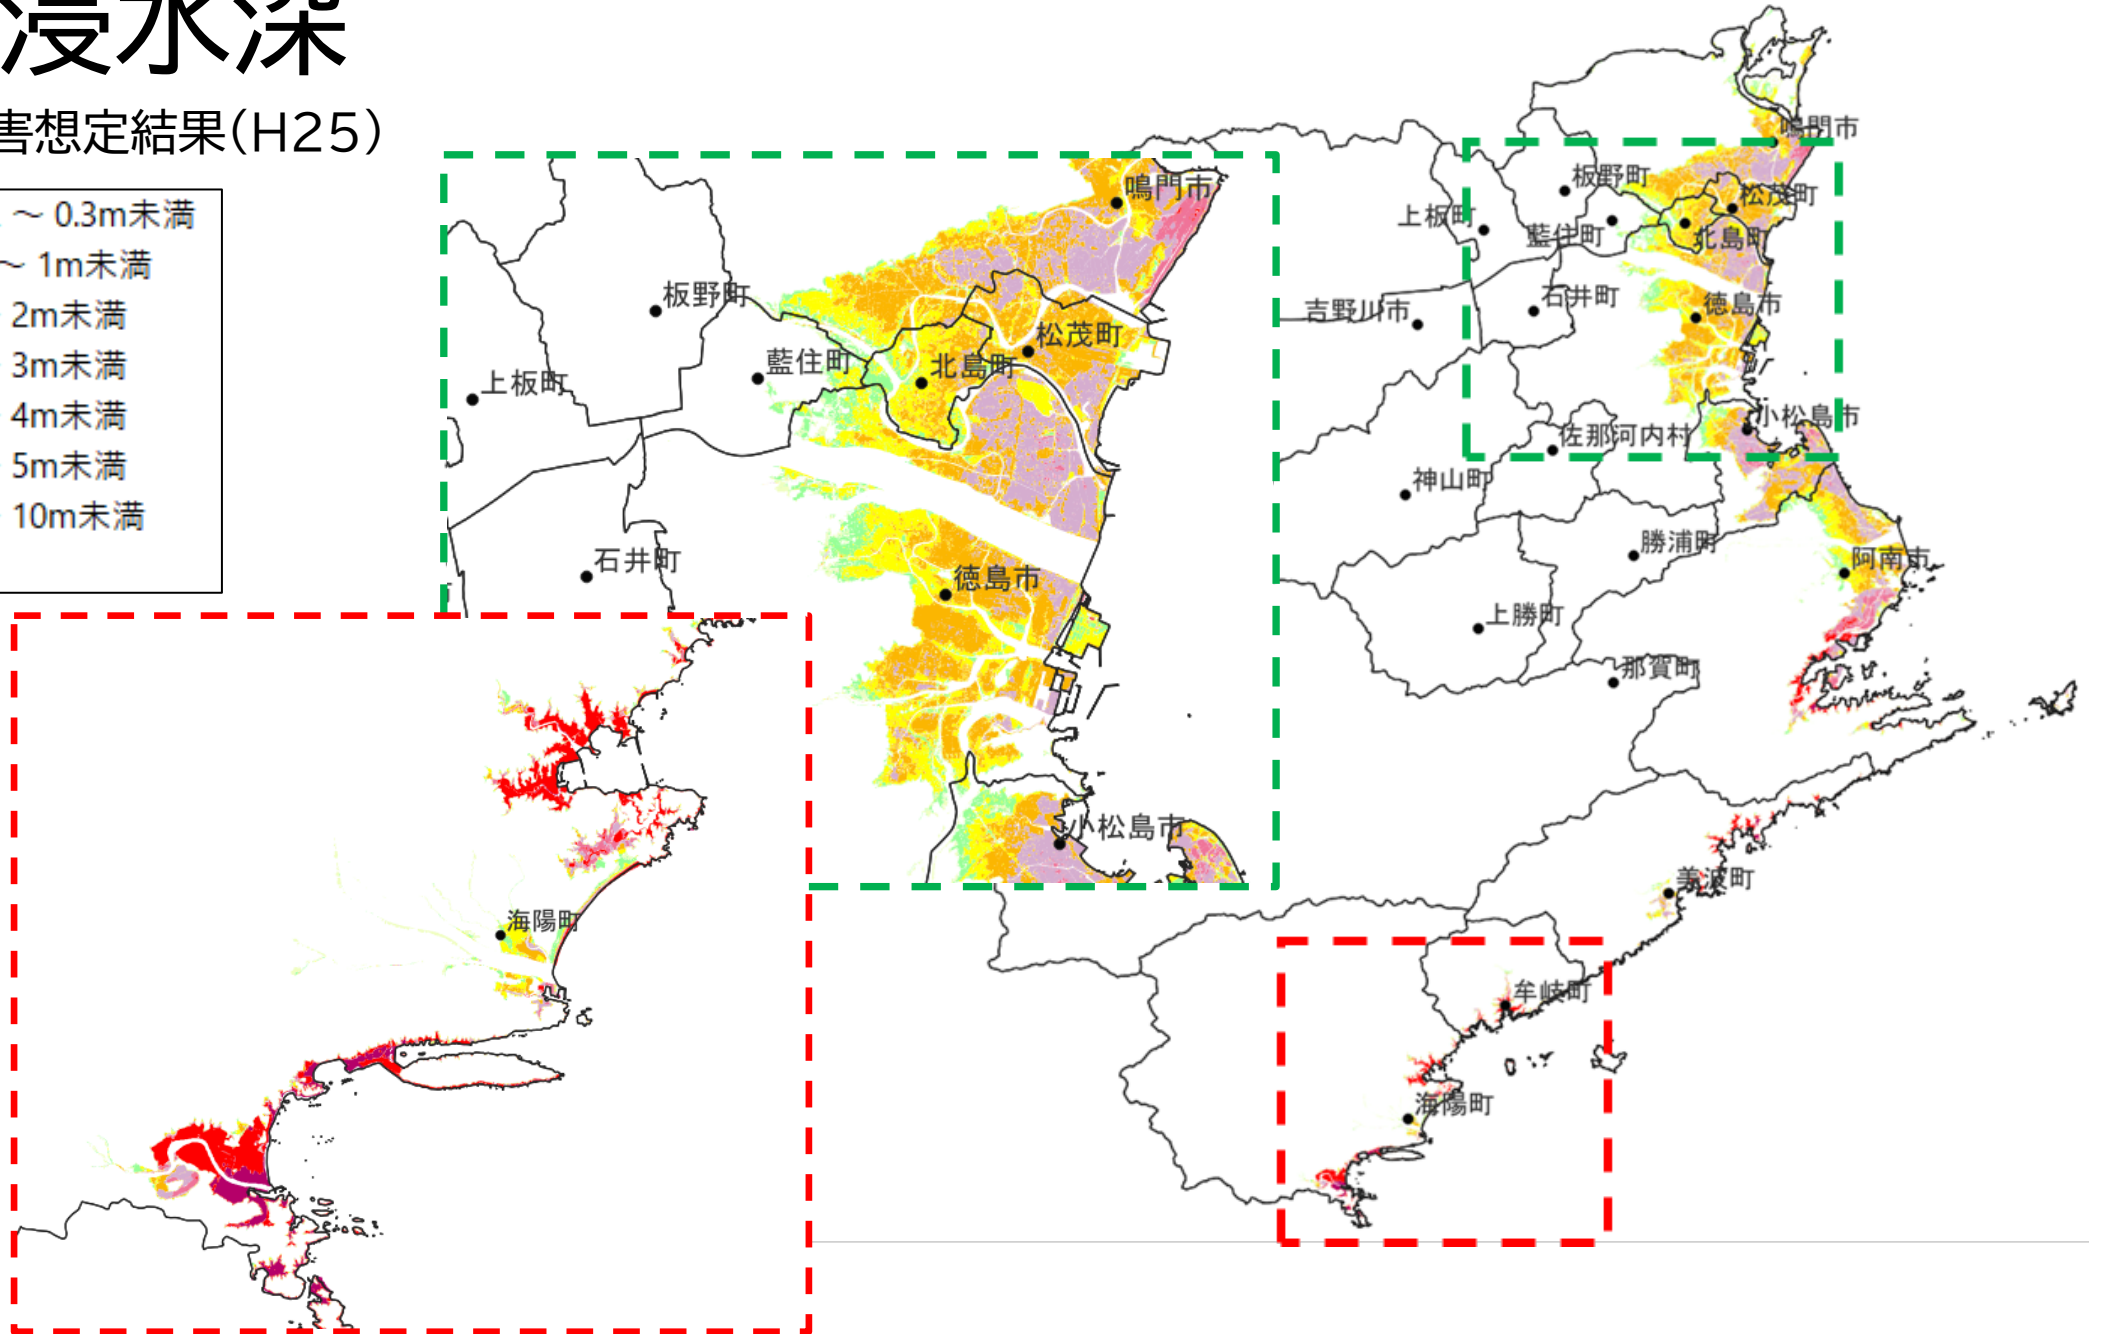 浸水深
害想定結果(H25)
～ 0.3m未満
～ 1m未満
2m未満
3m未満
4m未満
5m未満
10m未満
鳴門市
板野町
松茂町
藍住町
北島町
上板町
石井町
徳島市
小松島市
海陽町
鳴門市
板野町
松茂町
上板町
藍住町
北島町
吉野川市
石井町
徳島市
小松島市
佐那河内村
神山町
勝浦町
阿南市
上勝町
那賀町
美波町
牟岐町
海陽町